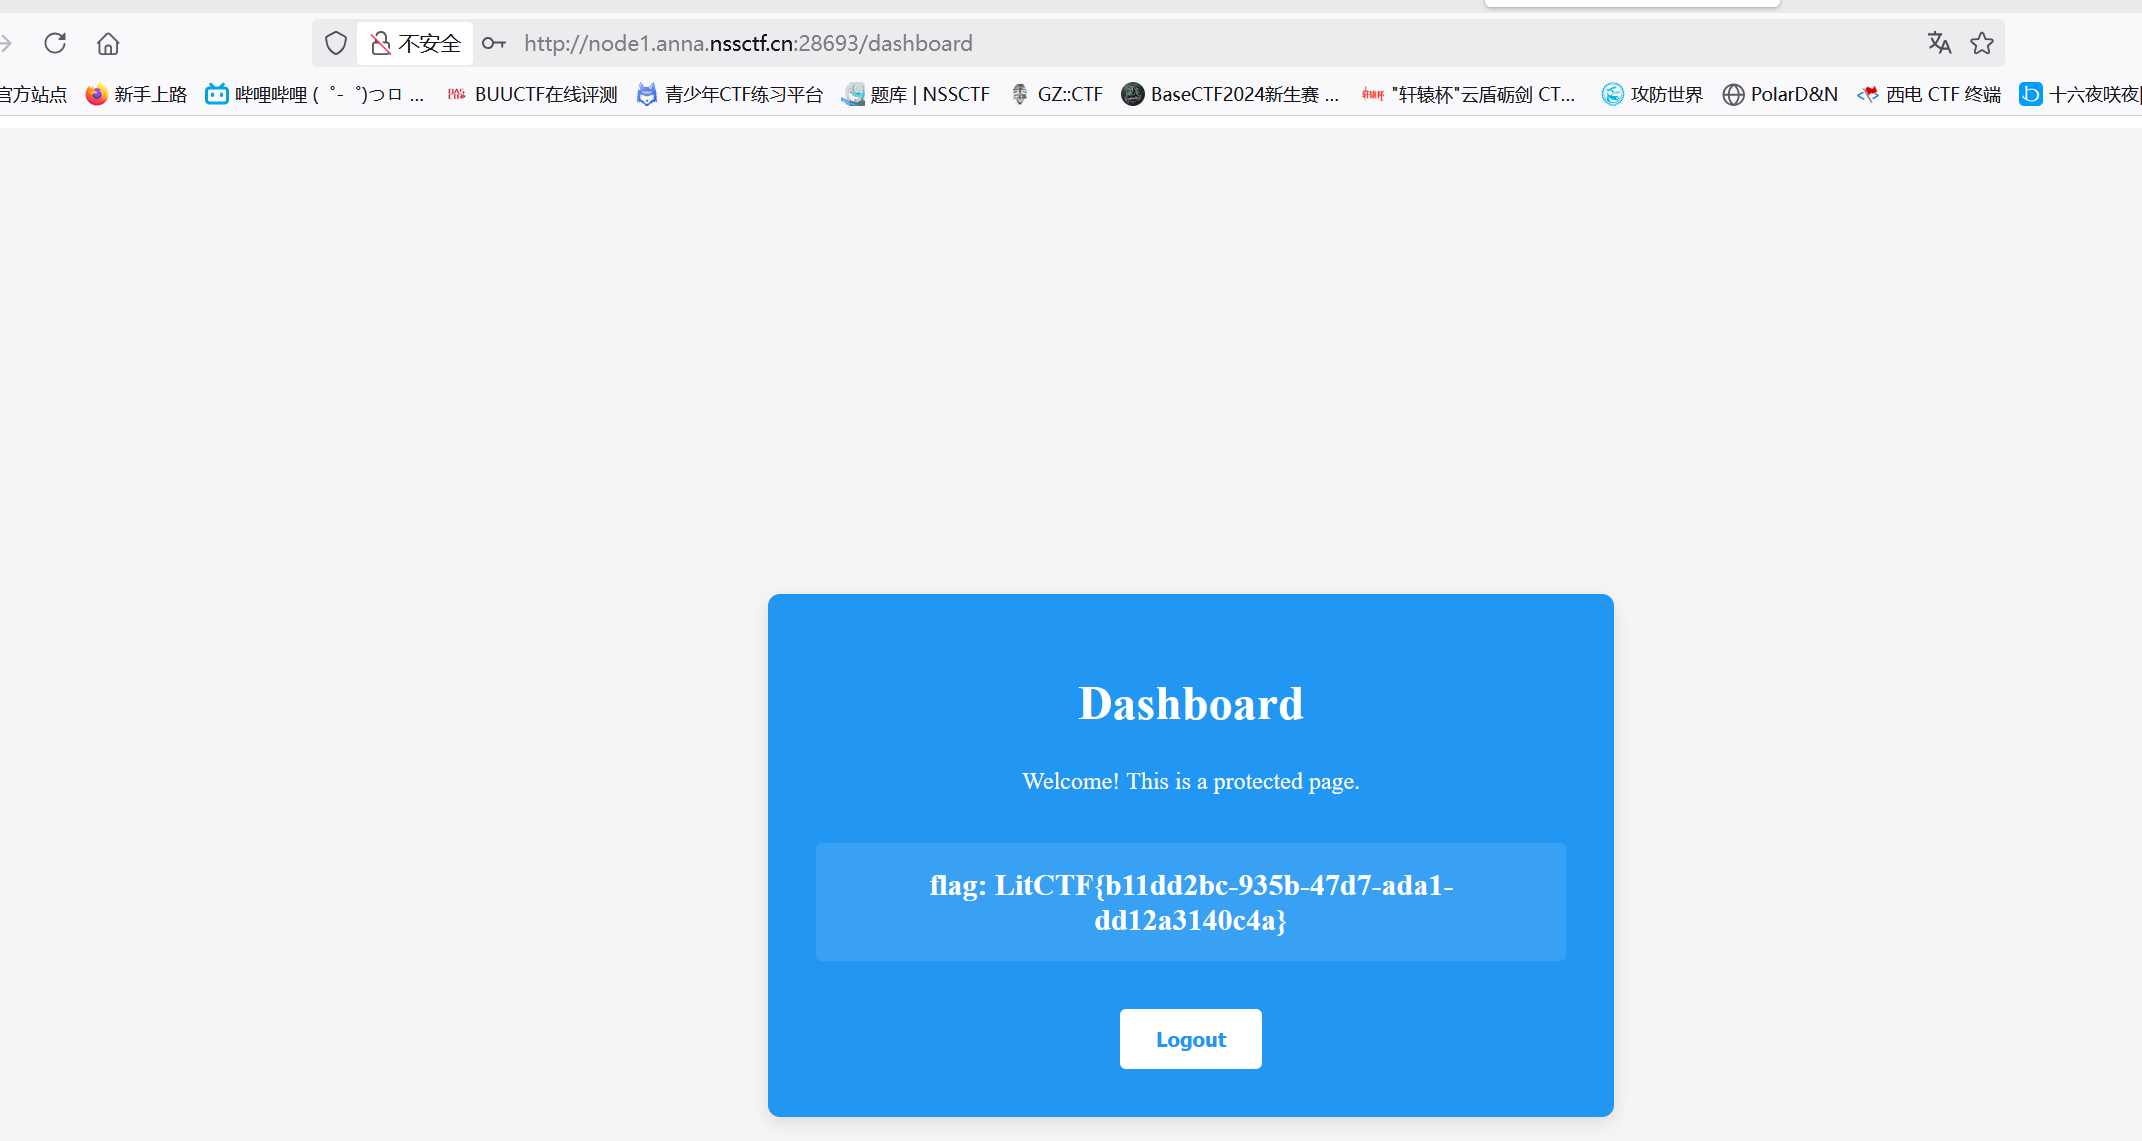 不安全 http://node1.anna.nssctf.cn:28693/dashboard
官方站点 新手上路 哔哩哔哩 ( ゜- ゜)つロ ... BUUCTF在线评测 青少年CTF练习平台 题库 | NSSCTF GZ::CTF BaseCTF2024新生赛 ... "轩辕杯"云盾砺剑 CT... 攻防世界 PolarD&N 西电 CTF 终端 十六夜咲夜
Dashboard
Welcome! This is a protected page.
flag: LitCTF{b11dd2bc-935b-47d7-ada1-
dd12a3140c4a}
Logout